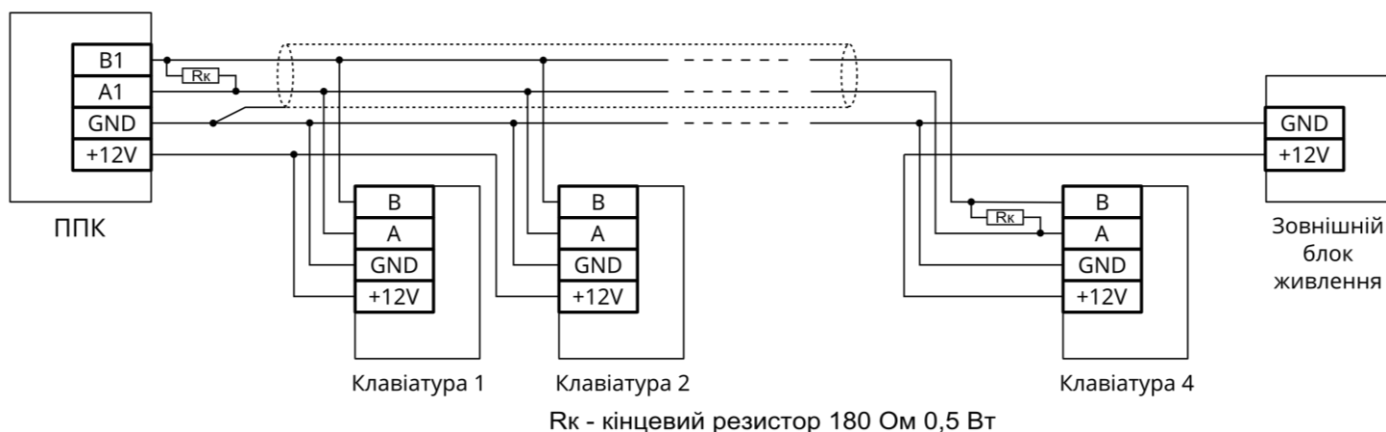 B1
A1
GND
+12V
ППК
Rк
B
A
GND
+12V
Клавіатура 1
B
A
GND
+12V
Клавіатура 2
Rк
B
A
GND
+12V
Клавіатура 4
GND
+12V
Зовнішній
блок
живлення
Rк - кінцевий резистор 180 Ом 0,5 Вт